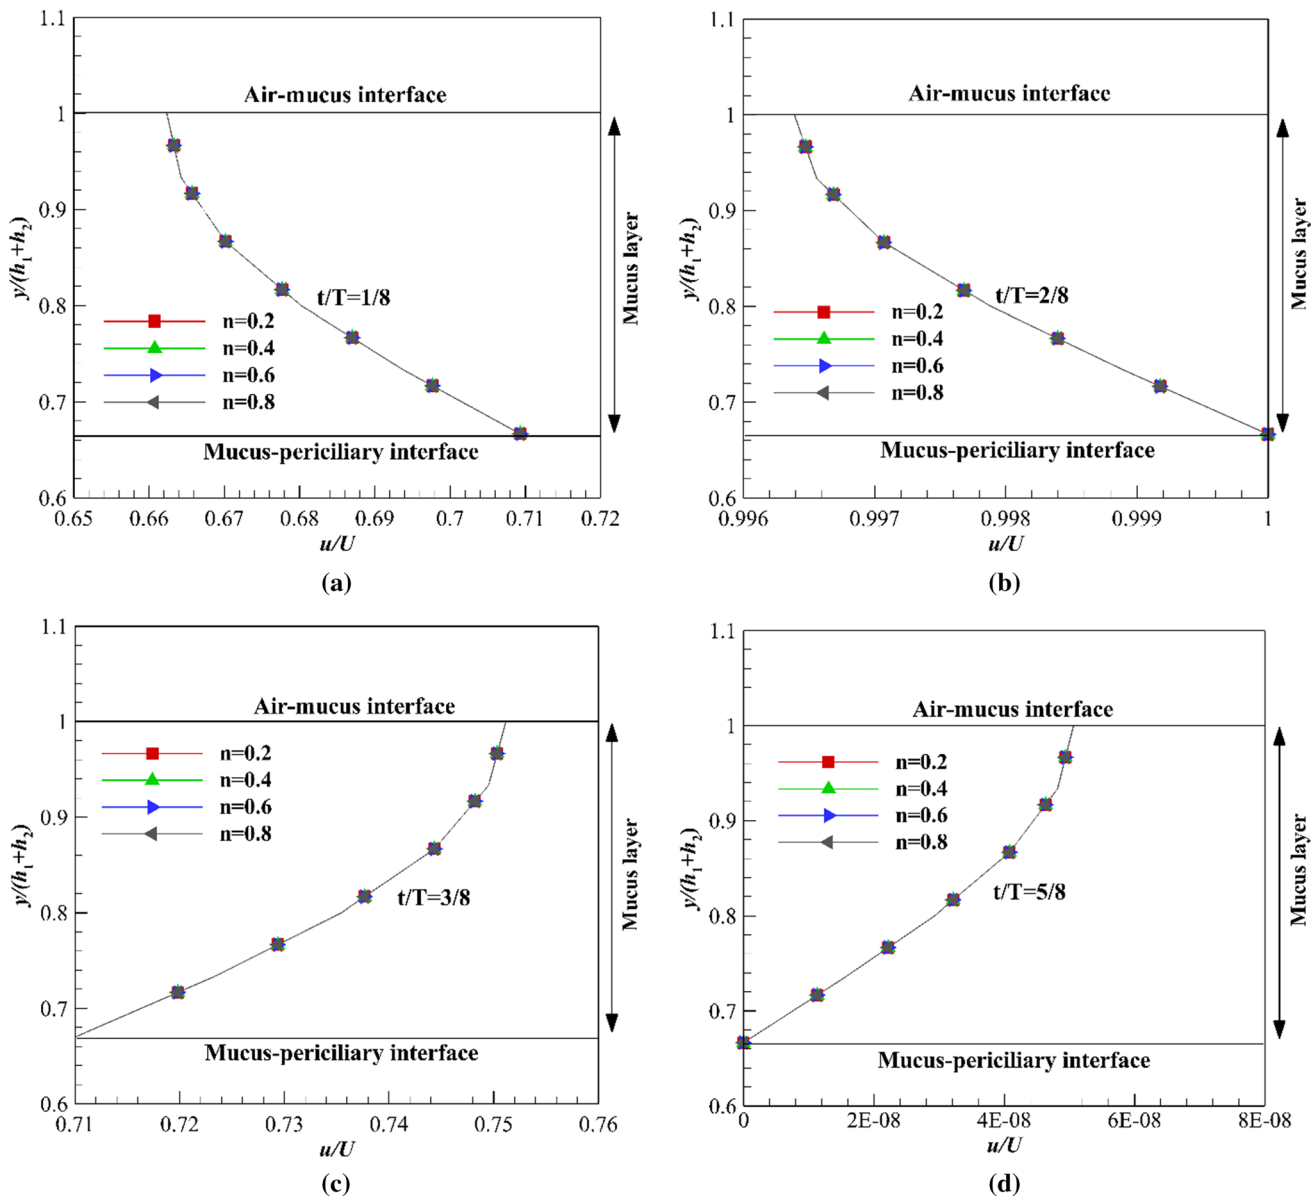 1.1
Air-mucus interface
1
0.9
0.8
0.7
0.6
y/(h1+h2)
t/T=1/8
n=0.2
n=0.4
n=0.6
n=0.8
Mucus layer
Mucus-periciliary interface
0.65 0.66 0.67 0.68 0.69 0.7 0.71 0.72
u/U
(a)
1.1
Air-mucus interface
1
0.9
0.8
0.7
0.6
y/(h1+h2)
t/T=2/8
n=0.2
n=0.4
n=0.6
n=0.8
Mucus layer
Mucus-periciliary interface
0.996 0.997 0.998 0.999 1
u/U
(b)
1.1
Air-mucus interface
1
0.9
0.8
0.7
0.6
y/(h1+h2)
n=0.2
n=0.4
n=0.6
n=0.8
t/T=3/8
Mucus layer
Mucus-periciliary interface
0.71 0.72 0.73 0.74 0.75 0.76
u/U
(c)
1.1
Air-mucus interface
1
0.9
0.8
0.7
0.6
y/(h1+h2)
n=0.2
n=0.4
n=0.6
n=0.8
t/T=5/8
Mucus layer
Mucus-periciliary interface
0 2E-08 4E-08 6E-08 8E-08
u/U
(d)